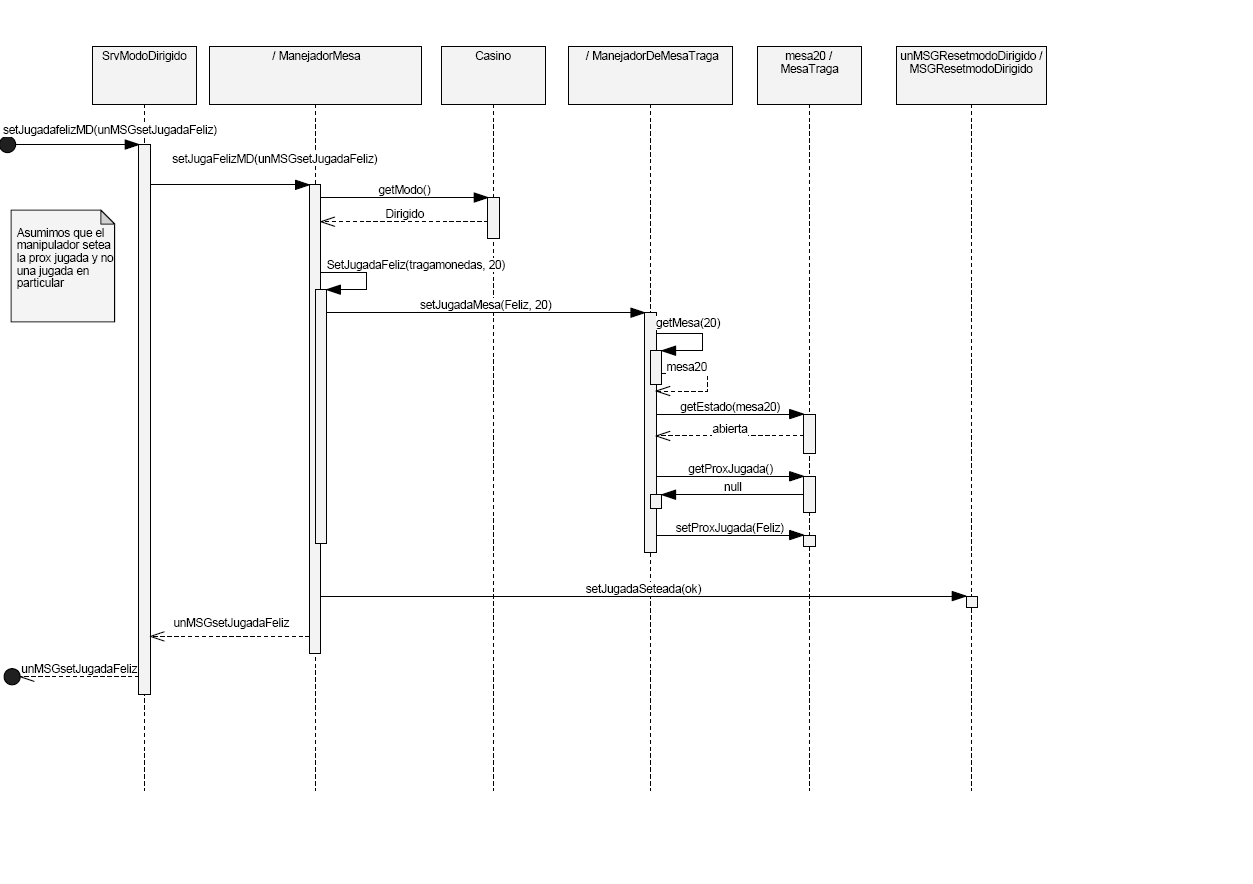 SrvModoDirigido
/ ManejadorMesa
Casino
/ ManejadorDeMesaTraga
mesa20 /
MesaTraga
unMSGResetmodoDirigido /
MSGResetmodoDirigido
setJugadafelizMD(unMSGsetJugadaFeliz)
setJugaFelizMD(unMSGsetJugadaFeliz)
getModo()
Dirigido
Asumimos que el
manipulador setea
la prox jugada y no
una jugada en
particular
SetJugadaFeliz(tragamonedas, 20)
setJugadaMesa(Feliz, 20)
getMesa(20)
mesa20
getEstado(mesa20)
abierta
getProxJugada()
null
setProxJugada(Feliz)
setJugadaSeteada(ok)
unMSGsetJugadaFeliz
unMSGsetJugadaFeliz